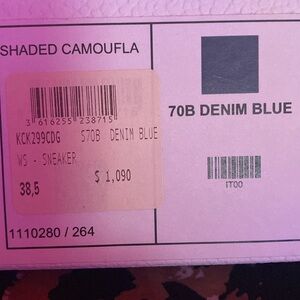 SHADED CAMOUFLA
3 616255 238715
KCK299CDG S70B DENIM BLUE
WS - SNEAKER
38,5 $ 1,090
1110280 / 264
70B DENIM BLUE
IT00